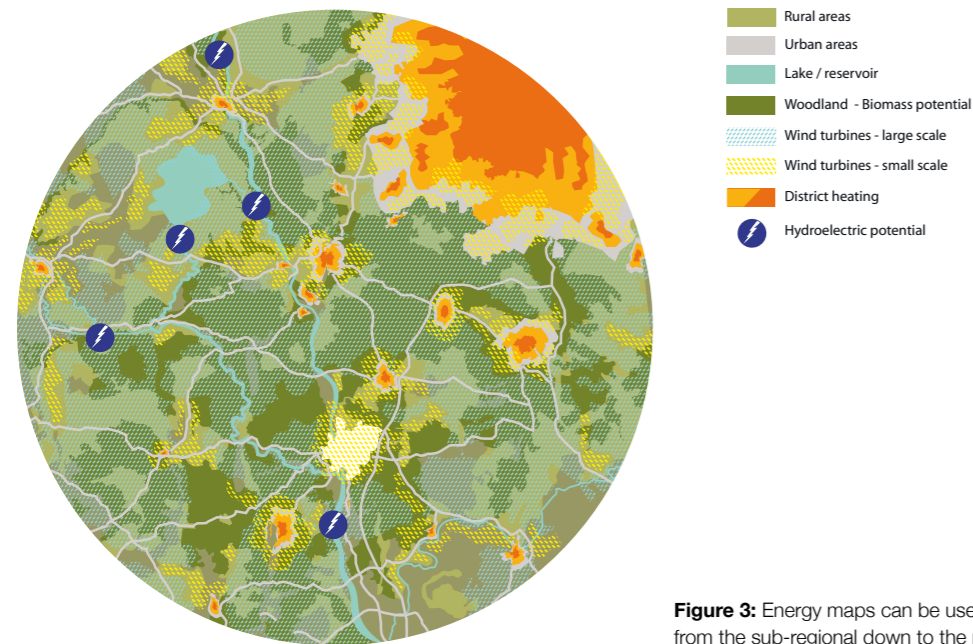 Rural areas
Urban areas
Lake / reservoir
Woodland - Biomass potential
Wind turbines - large scale
Wind turbines - small scale
District heating
Hydroelectric potential
Figure 3: Energy maps can be use
from the sub-regional down to the